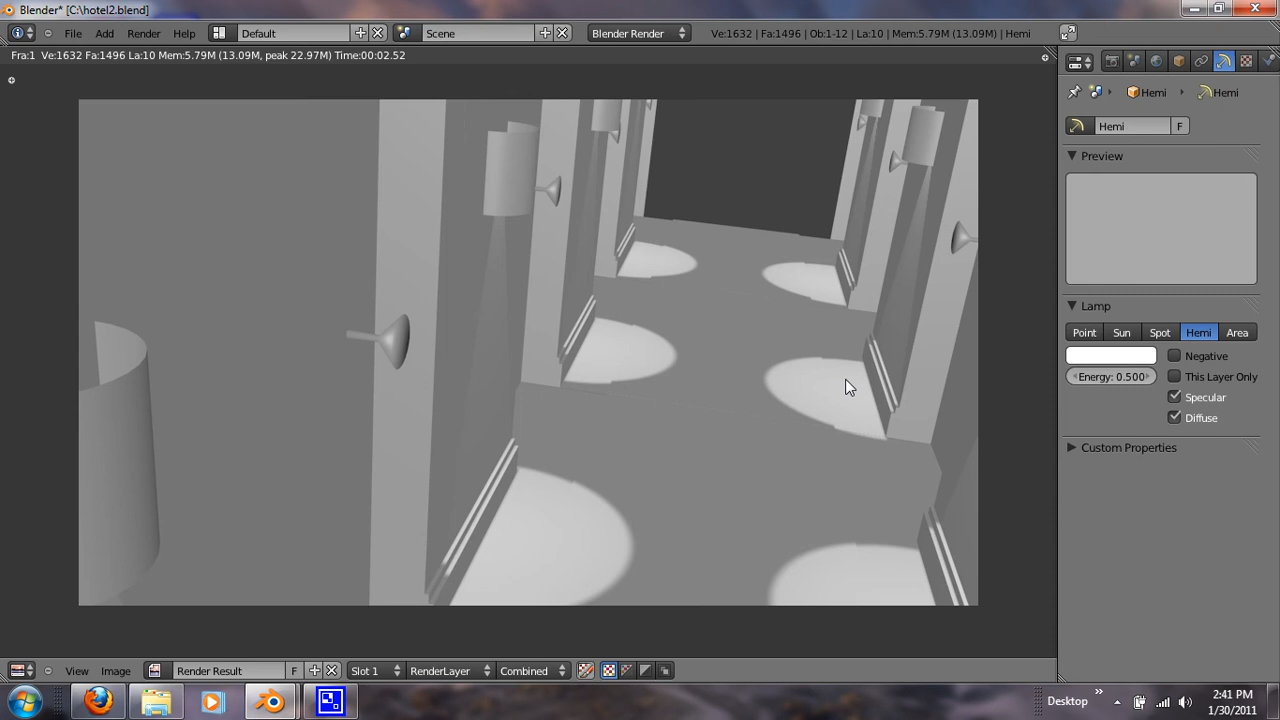 Blender* [C:\hotel2.blend]
File Add Render Help Default Scene Blender Render Ve:1632 | Fa:1496 | Ob:1-12 | La:10 | Mem:5.79M (13.09M) | Hemi
Fra:1 Ve:1632 Fa:1496 La:10 Mem:5.79M (13.09M, peak 22.97M) Time:00:02.52
Hemi Hemi
Hemi F
Preview
Lamp
Point Sun Spot Hemi Area
Negative
Energy: 0.500 This Layer Only
Specular
Diffuse
Custom Properties
View Image Render Result F Slot 1 RenderLayer Combined
Desktop » 2:41 PM
1/30/2011